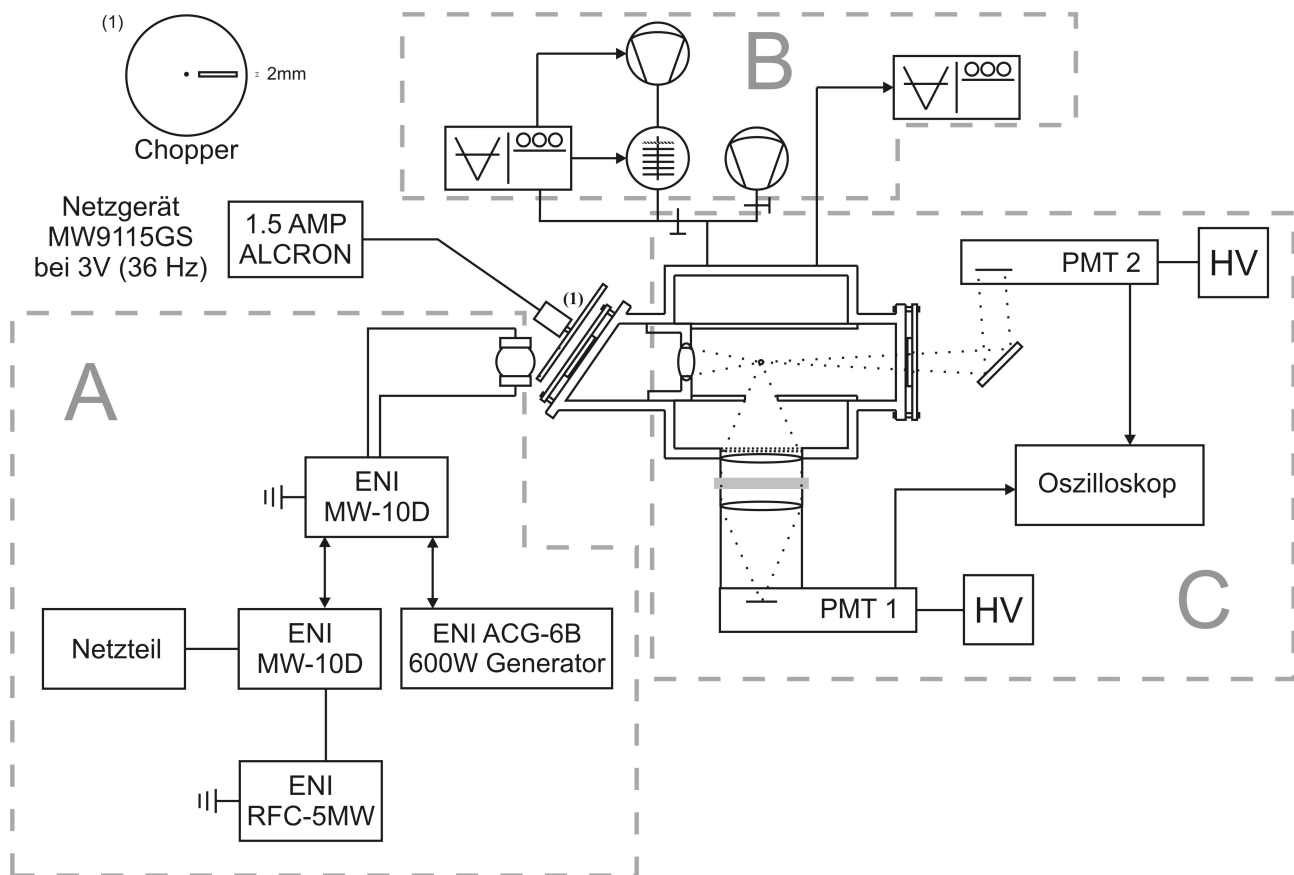 (1)
2mm
Chopper
B
Netzgerät
MW9115GS
bei 3V (36 Hz)
1.5 AMP
ALCRON
(1)
PMT 2
HV
A
ENI
MW-10D
Oszilloskop
Netzteil
ENI
MW-10D
ENI ACG-6B
600W Generator
PMT 1
HV
C
ENI
RFC-5MW